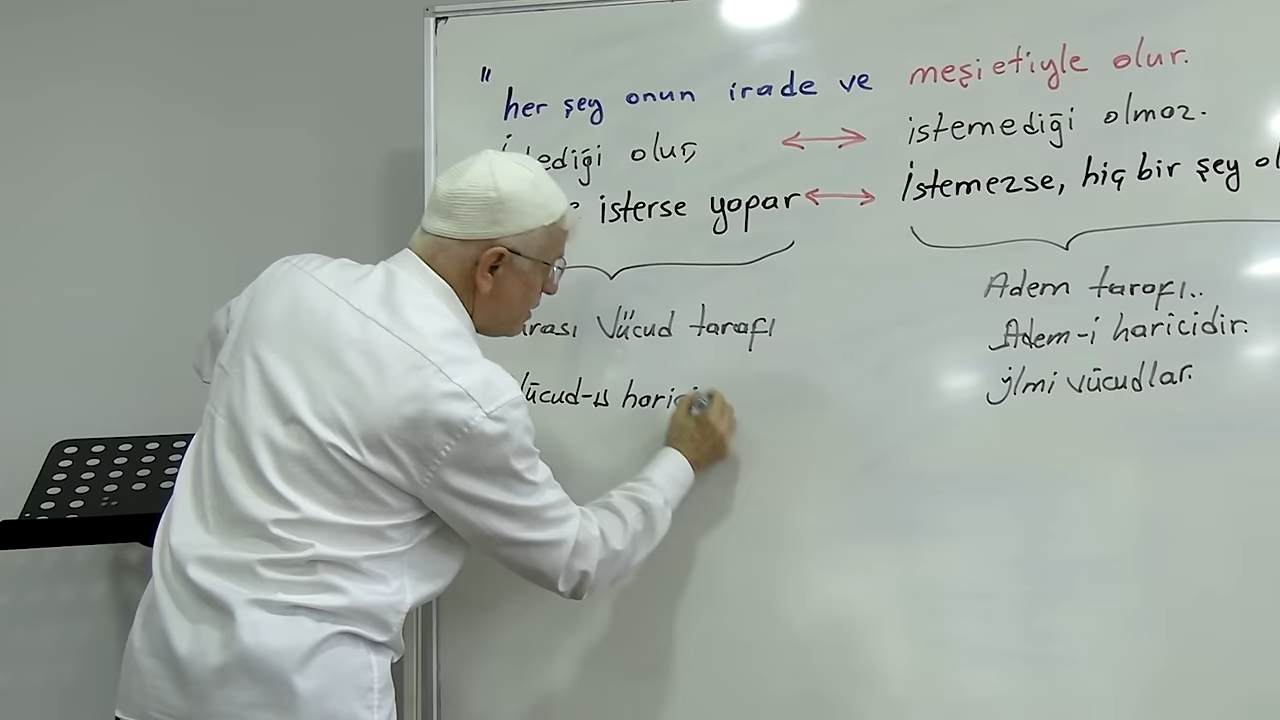 " her şey onun irade ve meşietiyle olur.
olur, ↔ istemediği olmaz.
isterse yapar ↔ İstemezse, hiç bir şey
Vücud tarafı
Adem tarafı..
Adem-i haricidir.
İlmi vücudlar.